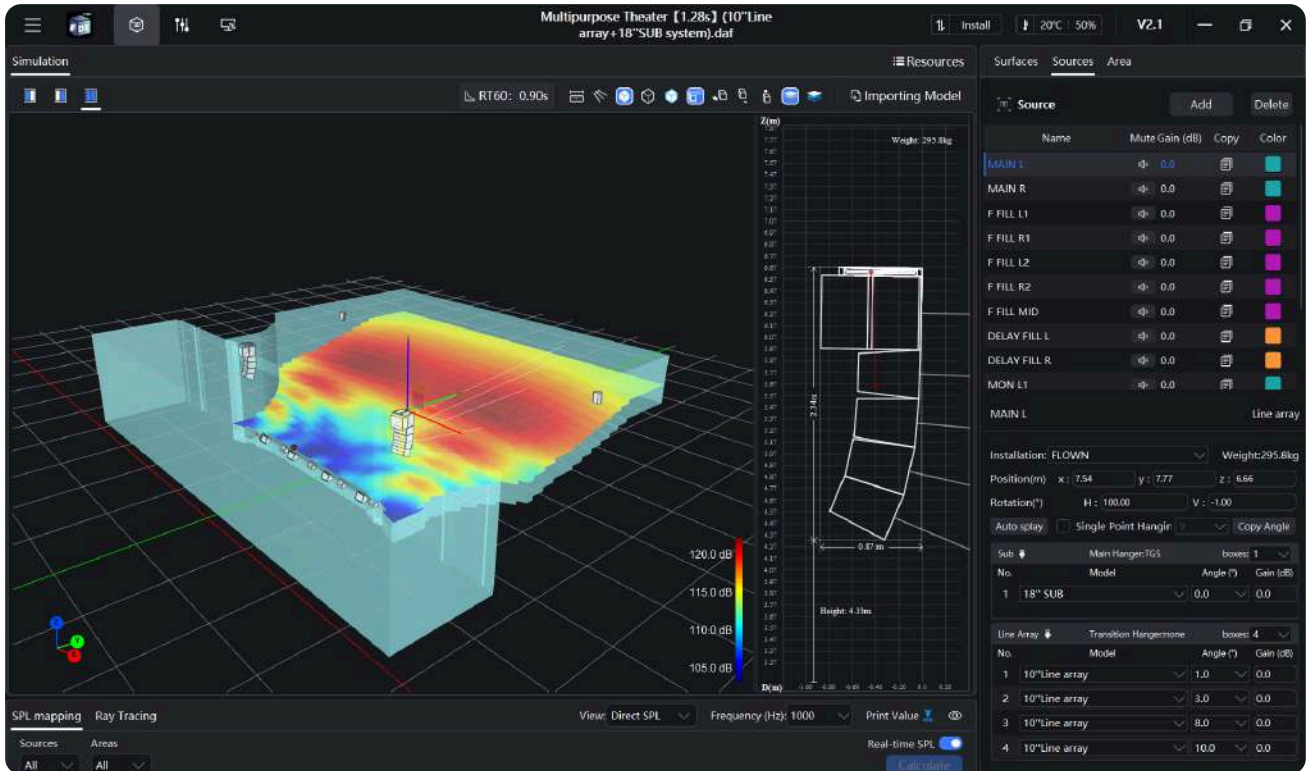 Multipurpose Theater【1.28s】(10"Line
array+18"SUB system).daf
Install
20℃ 50%
V2.1
Simulation
Resources
Surfaces Sources Area
RT60: 0.90s
Importing Model
Source
Add
Delete
Name Mute Gain (dB) Copy Color
MAIN L 0.0
MAIN R 0.0
F FILL L1 0.0
F FILL R1 0.0
F FILL L2 0.0
F FILL R2 0.0
F FILL MID 0.0
DELAY FILL L 0.0
DELAY FILL R 0.0
MON L1 0.0
Z(m)
Weight: 295.8kg
2.34m
0.87 m
Height: 4.33m
D(m)
120.0 dB
115.0 dB
110.0 dB
105.0 dB
Z
Y
X
MAIN L
Line array
Installation: FLOWN
Weight:295.8kg
Position(m) x: 7.54 y: 7.77 z: 6.66
Rotation(°) H: 100.00 V: -1.00
Auto splay
Single Point Hangir
Copy Angle
Sub Main Hanger:TGS boxes: 1
No. Model Angle (°) Gain (dB)
1 18" SUB 0.0 0.0
Line Array Transition Hanger:none boxes: 4
No. Model Angle (°) Gain (dB)
1 10"Line array 1.0 0.0
2 10"Line array 3.0 0.0
3 10"Line array 8.0 0.0
4 10"Line array 10.0 0.0
SPL mapping Ray Tracing
View: Direct SPL
Frequency (Hz): 1000
Print Value
Sources Areas
All All
Real-time SPL
Calculate